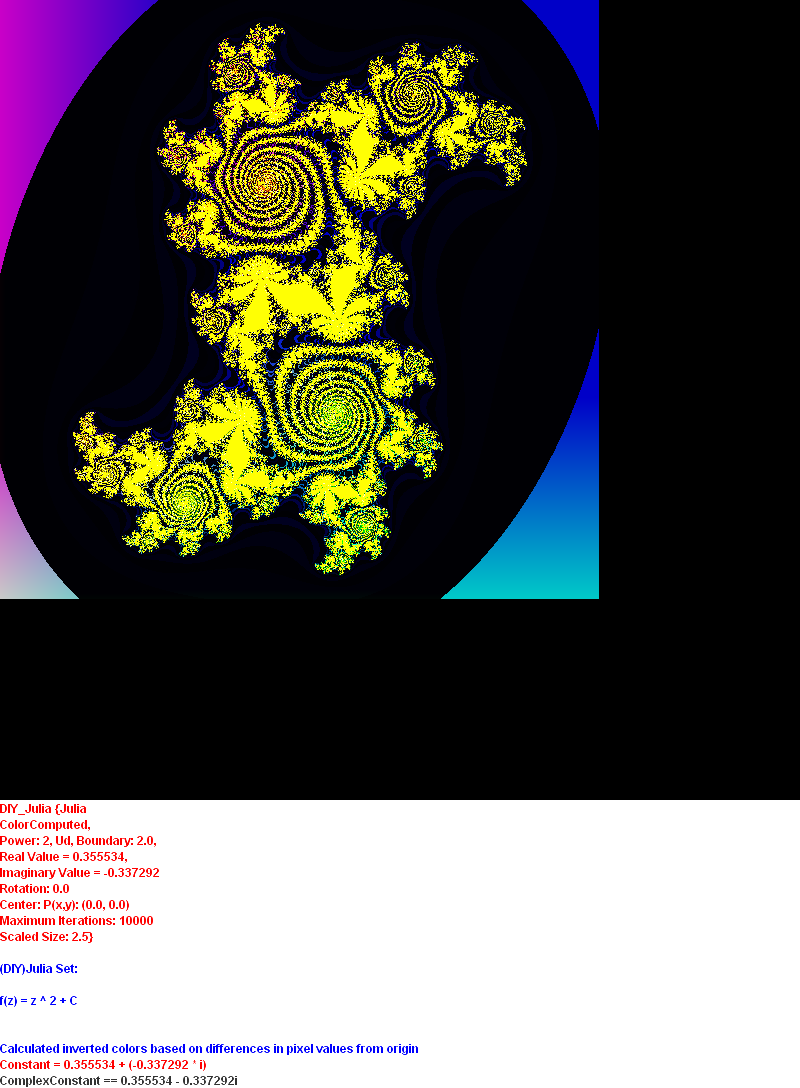 DIY_Julia {Julia
ColorComputed,
Power: 2, Ud, Boundary: 2.0,
Real Value = 0.355534,
Imaginary Value = -0.337292
Rotation: 0.0
Center: P(x,y): (0.0, 0.0)
Maximum Iterations: 10000
Scaled Size: 2.5}
(DIY)Julia Set:
f(z) = z ^ 2 + C
Calculated inverted colors based on differences in pixel values from origin
Constant = 0.355534 + (-0.337292 * i)
ComplexConstant == 0.355534 - 0.337292i